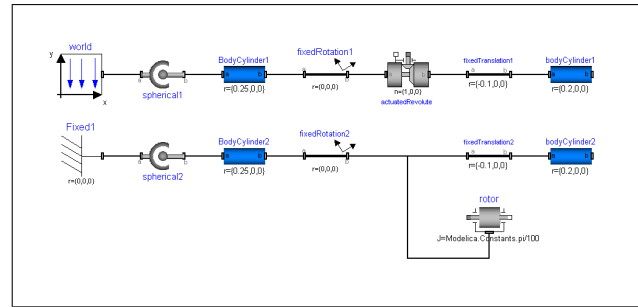 world
y
x
a b
spherical1
BodyCylinder1
a b
r={0.25,0,0}
fixedRotation1
a b
r={0,0,0}
n={1,0,0}
actuatedRevolute
fixedTranslation1
a b
r={-0.1,0,0}
bodyCylinder1
a b
r={0.2,0,0}
Fixed1
r={0,0,0}
a b
spherical2
BodyCylinder2
a b
r={0.25,0,0}
fixedRotation2
a b
r={0,0,0}
fixedTranslation2
a b
r={-0.1,0,0}
bodyCylinder2
a b
r={0.2,0,0}
rotor
J=Modelica.Constants.pi/100